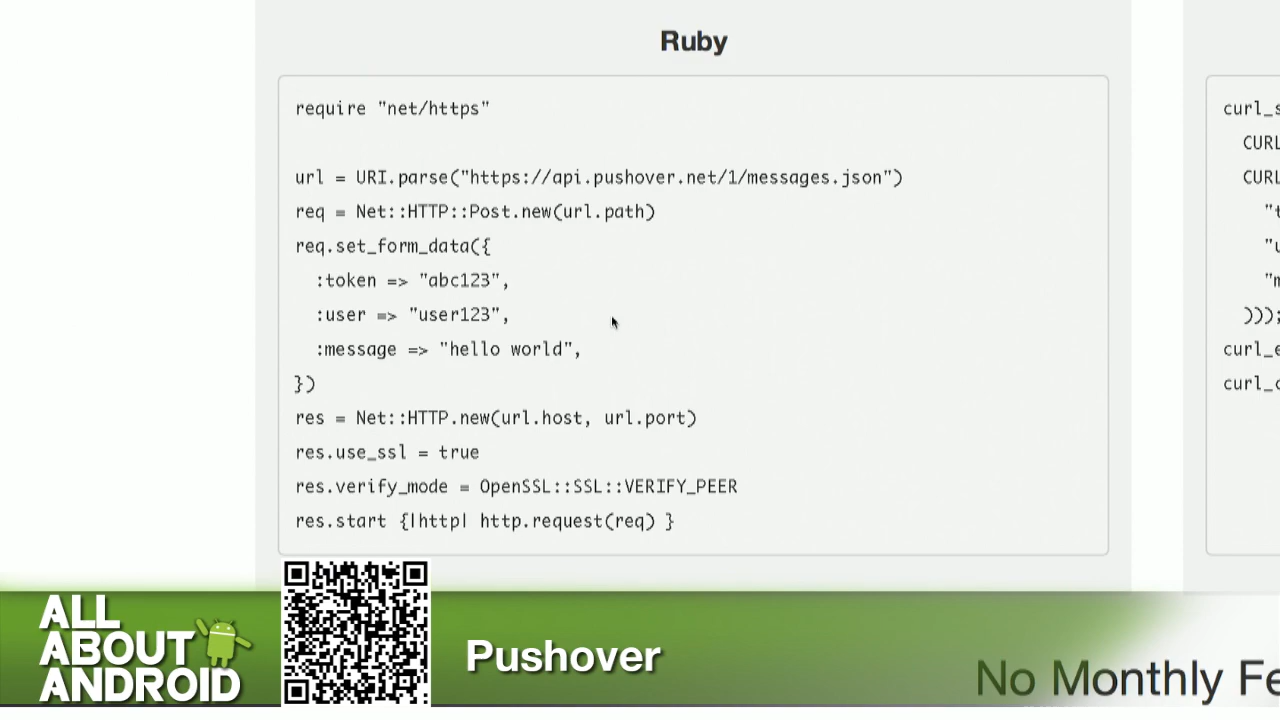 Ruby
require "net/https"
url = URI.parse("https://api.pushover.net/1/messages.json")
req = Net::HTTP::Post.new(url.path)
req.set_form_data({
  :token => "abc123",
  :user => "user123",
  :message => "hello world",
})
res = Net::HTTP.new(url.host, url.port)
res.use_ssl = true
res.verify_mode = OpenSSL::SSL::VERIFY_PEER
res.start {|http| http.request(req) }
curl_s
CURL
CURL
"t
"u
"m
)));
curl_e
curl_c
ALL
ABOUT
ANDROID
Pushover
No Monthly Fe